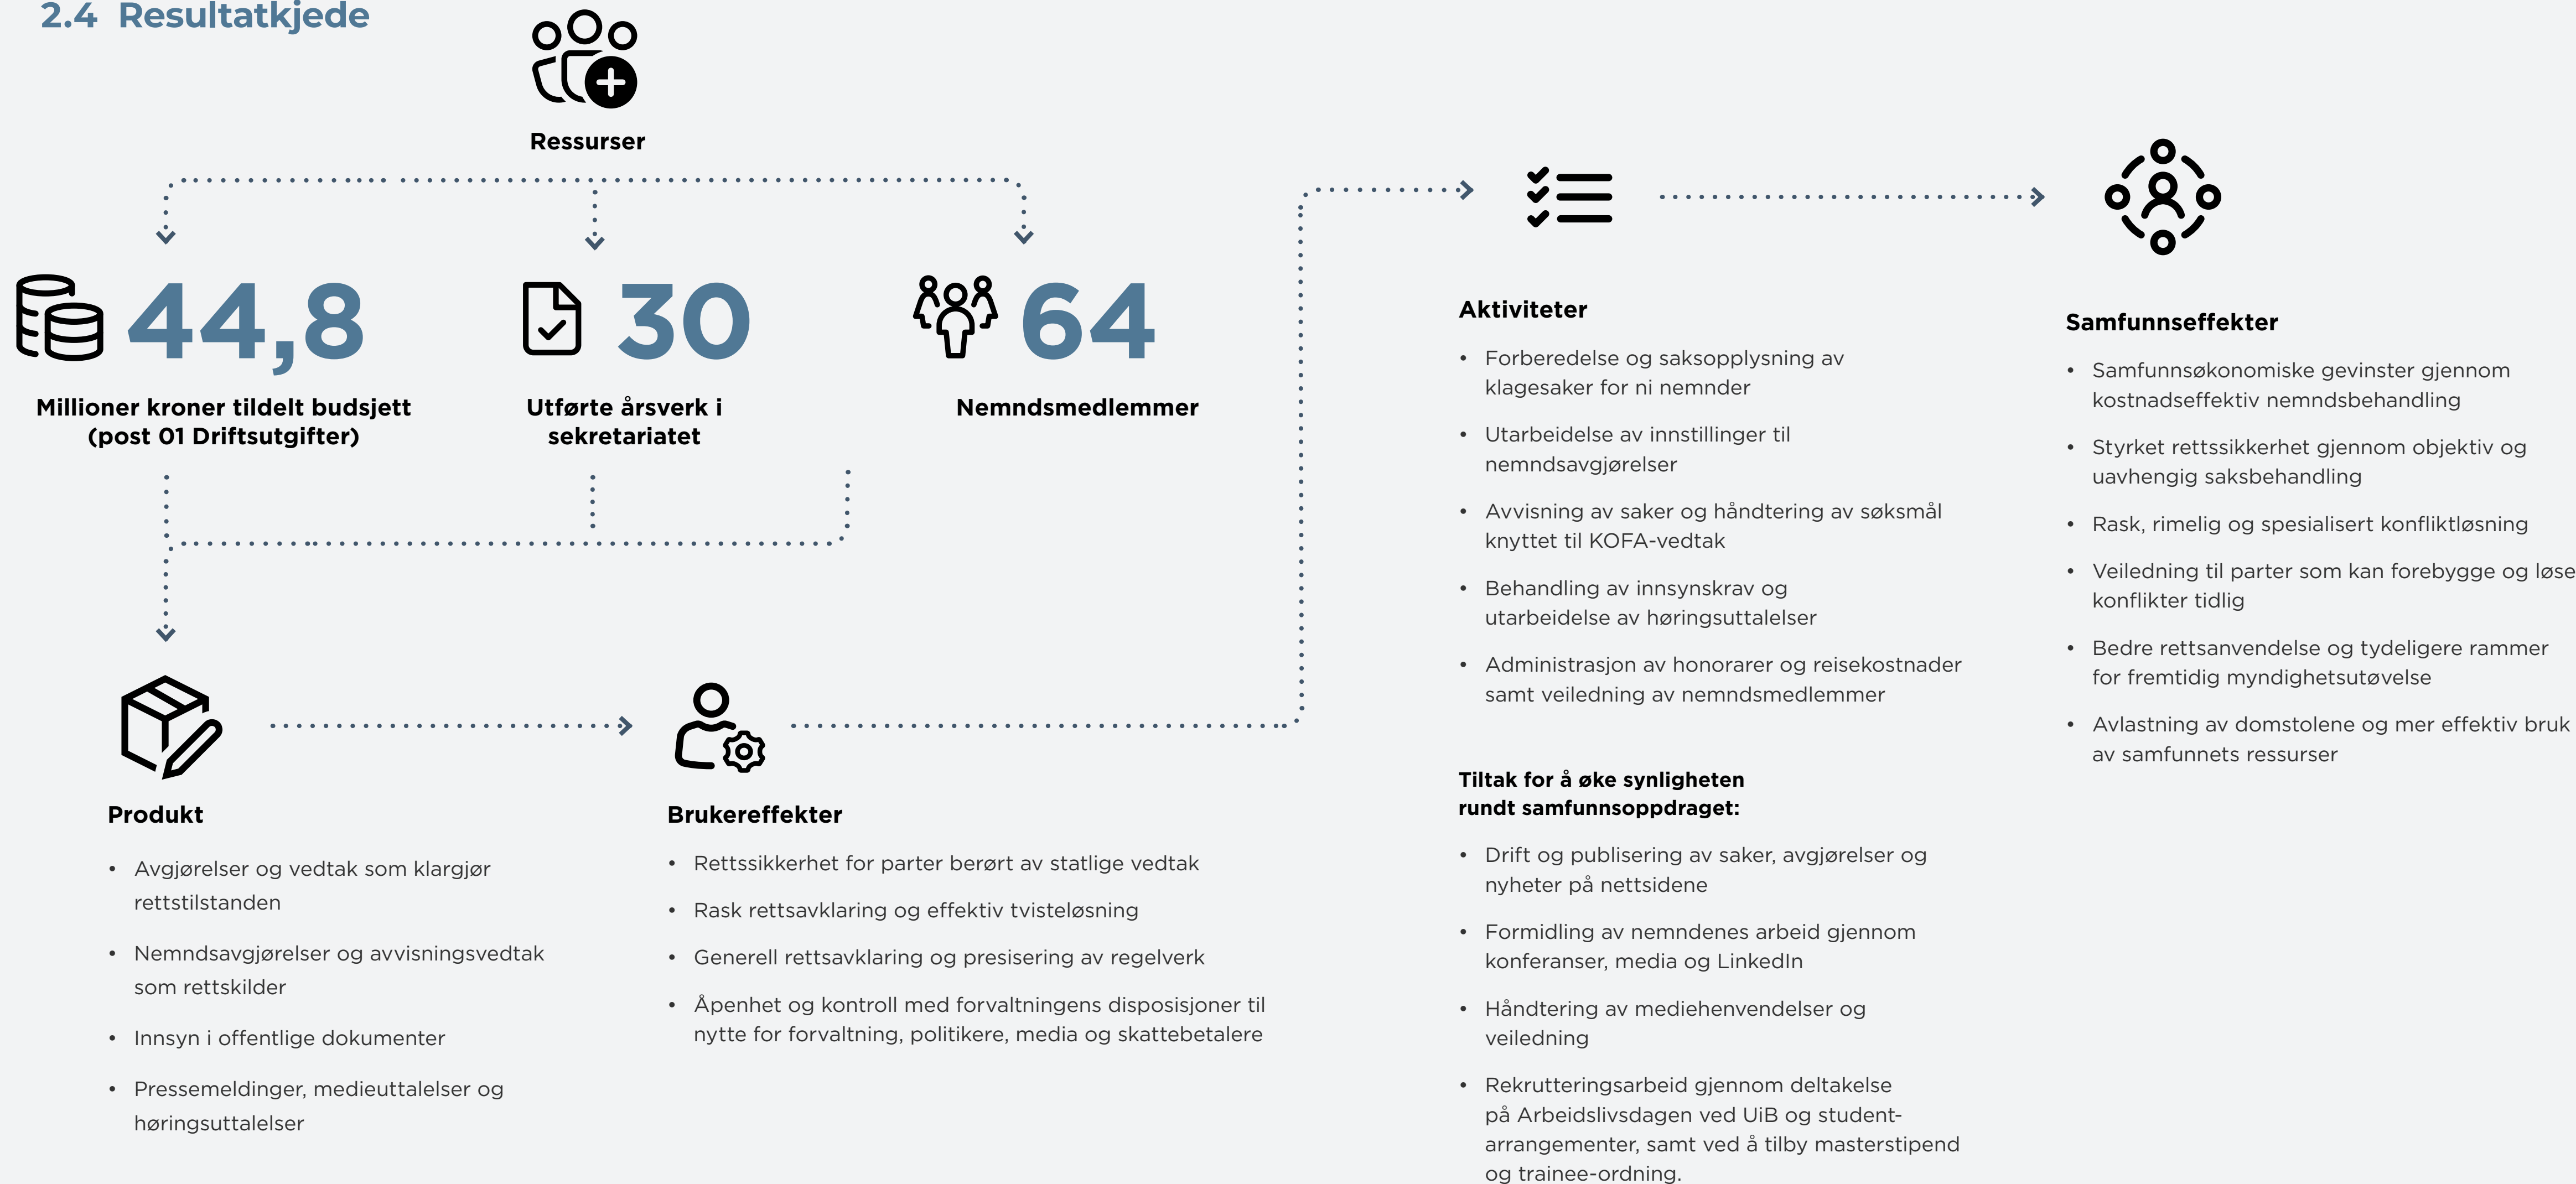 2.4 Resultatkjede
Ressurser
44,8
Millioner kroner tildelt budsjett
(post 01 Driftsutgifter)
30
Utførte årsverk i
sekretariatet
64
Nemndsmedlemmer
Produkt
• Avgjørelser og vedtak som klargjør
rettstilstanden
• Nemndsavgjørelser og avvisningsvedtak
som rettskilder
• Innsyn i offentlige dokumenter
• Pressemeldinger, medieuttalelser og
høringsuttalelser
Brukereffekter
• Rettssikkerhet for parter berørt av statlige vedtak
• Rask rettsavklaring og effektiv tvisteløsning
• Generell rettsavklaring og presisering av regelverk
• Åpenhet og kontroll med forvaltningens disposisjoner til
nytte for forvaltning, politikere, media og skattebetalere
Aktiviteter
• Forberedelse og saksopplysning av
klagesaker for ni nemnder
• Utarbeidelse av innstillinger til
nemndsavgjørelser
• Avvisning av saker og håndtering av søksmål
knyttet til KOFA-vedtak
• Behandling av innsynskrav og
utarbeidelse av høringsuttalelser
• Administrasjon av honorarer og reisekostnader
samt veiledning av nemndsmedlemmer
Tiltak for å øke synligheten
rundt samfunnsoppdraget:
• Drift og publisering av saker, avgjørelser og
nyheter på nettsidene
• Formidling av nemndenes arbeid gjennom
konferanser, media og LinkedIn
• Håndtering av mediehenvendelser og
veiledning
• Rekrutteringsarbeid gjennom deltakelse
på Arbeidslivsdagen ved UiB og student-
arrangementer, samt ved å tilby masterstipend
og trainee-ordning.
Samfunnseffekter
• Samfunnsøkonomiske gevinster gjennom
kostnadseffektiv nemndsbehandling
• Styrket rettssikkerhet gjennom objektiv og
uavhengig saksbehandling
• Rask, rimelig og spesialisert konfliktløsning
• Veiledning til parter som kan forebygge og løse
konflikter tidlig
• Bedre rettsanvendelse og tydeligere rammer
for fremtidig myndighetsutøvelse
• Avlastning av domstolene og mer effektiv bruk
av samfunnets ressurser